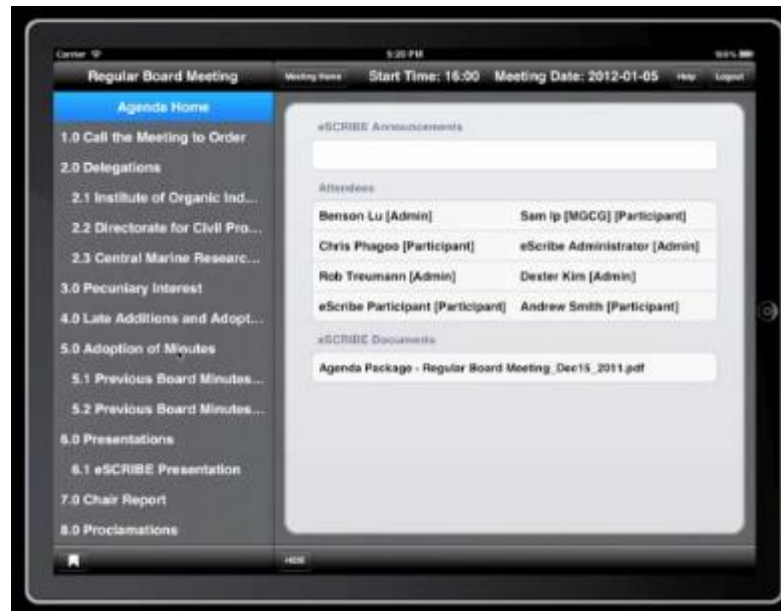 Carrier 5:20 PM 100%
Regular Board Meeting Meeting Home Start Time: 16:00 Meeting Date: 2012-01-05 Help Logout
Agenda Home
1.0 Call the Meeting to Order
2.0 Delegations
2.1 Institute of Organic Ind...
2.2 Directorate for Civil Pro...
2.3 Central Marine Researc...
3.0 Pecuniary Interest
4.0 Late Additions and Adopt...
5.0 Adoption of Minutes
5.1 Previous Board Minutes...
5.2 Previous Board Minutes...
6.0 Presentations
6.1 eSCRIBE Presentation
7.0 Chair Report
8.0 Proclamations
eSCRIBE Announcements
Attendees
Benson Lu [Admin] Sam Ip [MGCG] [Participant]
Chris Phagoo [Participant] eScribe Administrator [Admin]
Rob Treumann [Admin] Dexter Kim [Admin]
eScribe Participant [Participant] Andrew Smith [Participant]
eSCRIBE Documents
Agenda Package - Regular Board Meeting_Dec15_2011.pdf
HIDE